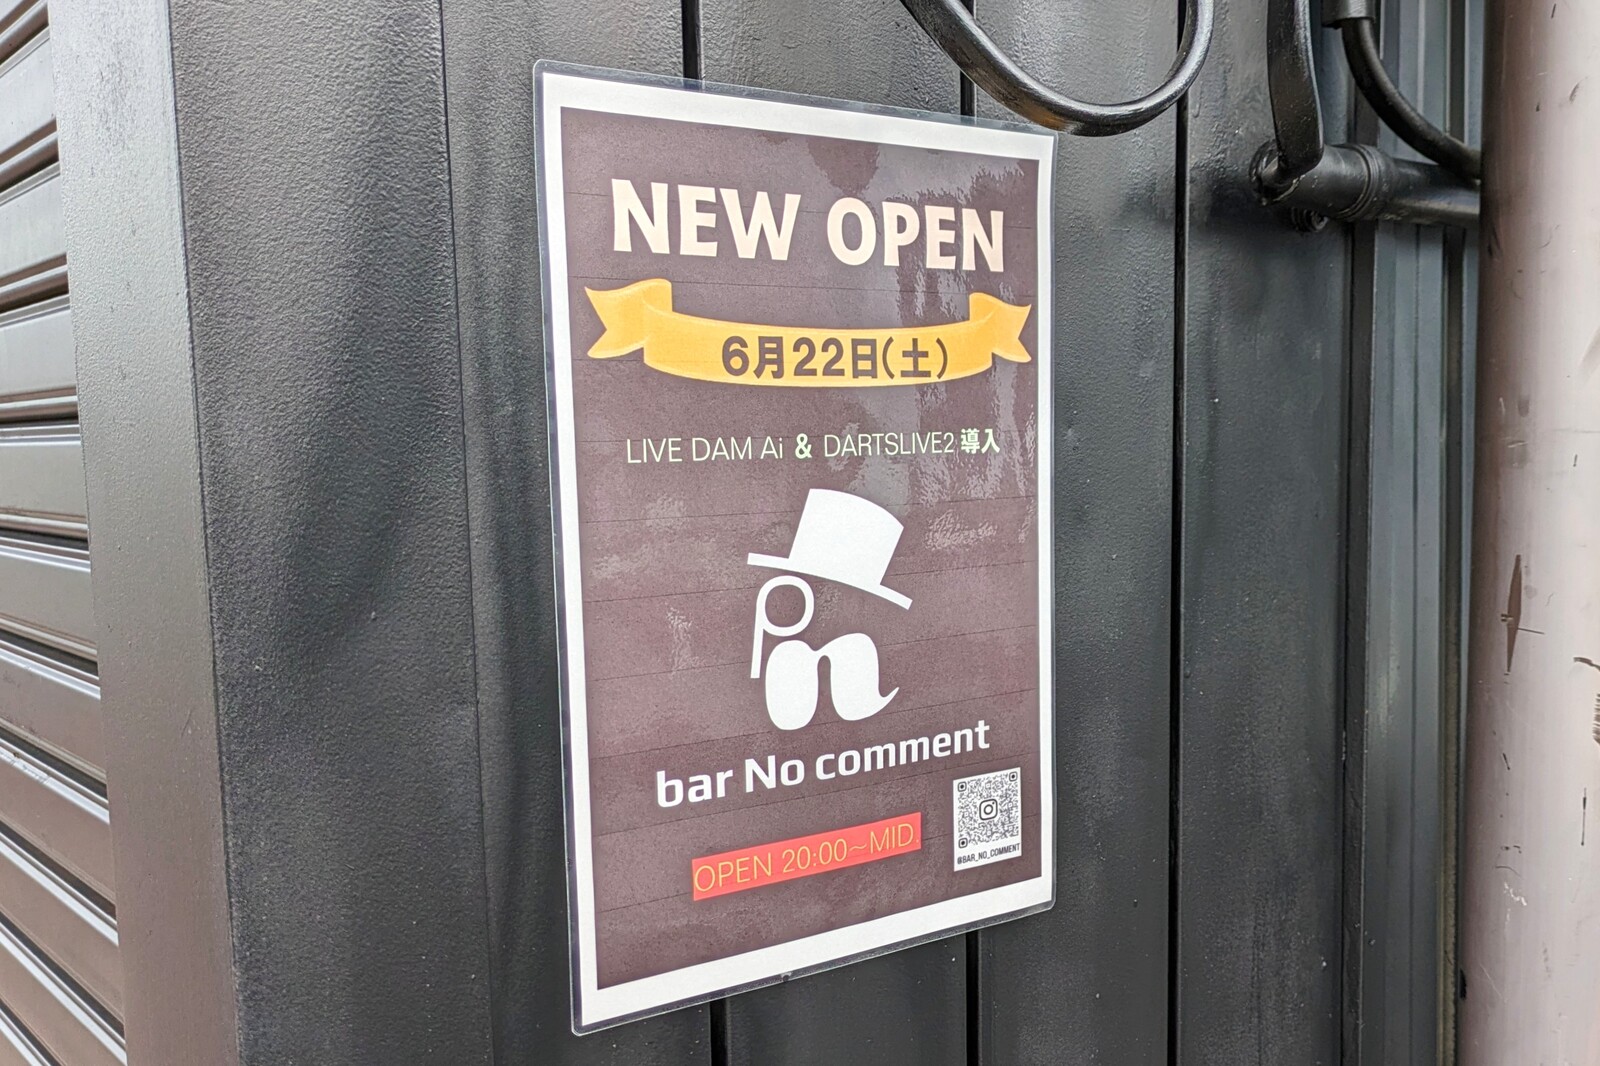 NEW OPEN
6月22日(土)
LIVE DAM Ai & DARTSLIVE2 導入
bar No comment
@BAR_NO_COMMENT
OPEN 20:00~MID.